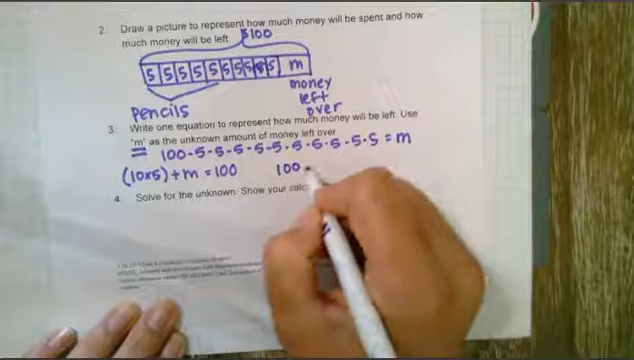 2. Draw a picture to represent how much money will be spent and how
much money will be left. $100
5 5 5 5 5 5 5 5 5 5 m
pencils
money
left
over
3. Write one equation to represent how much money will be left. Use
"m" as the unknown amount of money left over
100-5-5-5-5-5-5-5-5-5-5=m
(10x5)+m=100 100
4. Solve for the unknown. Show your calc